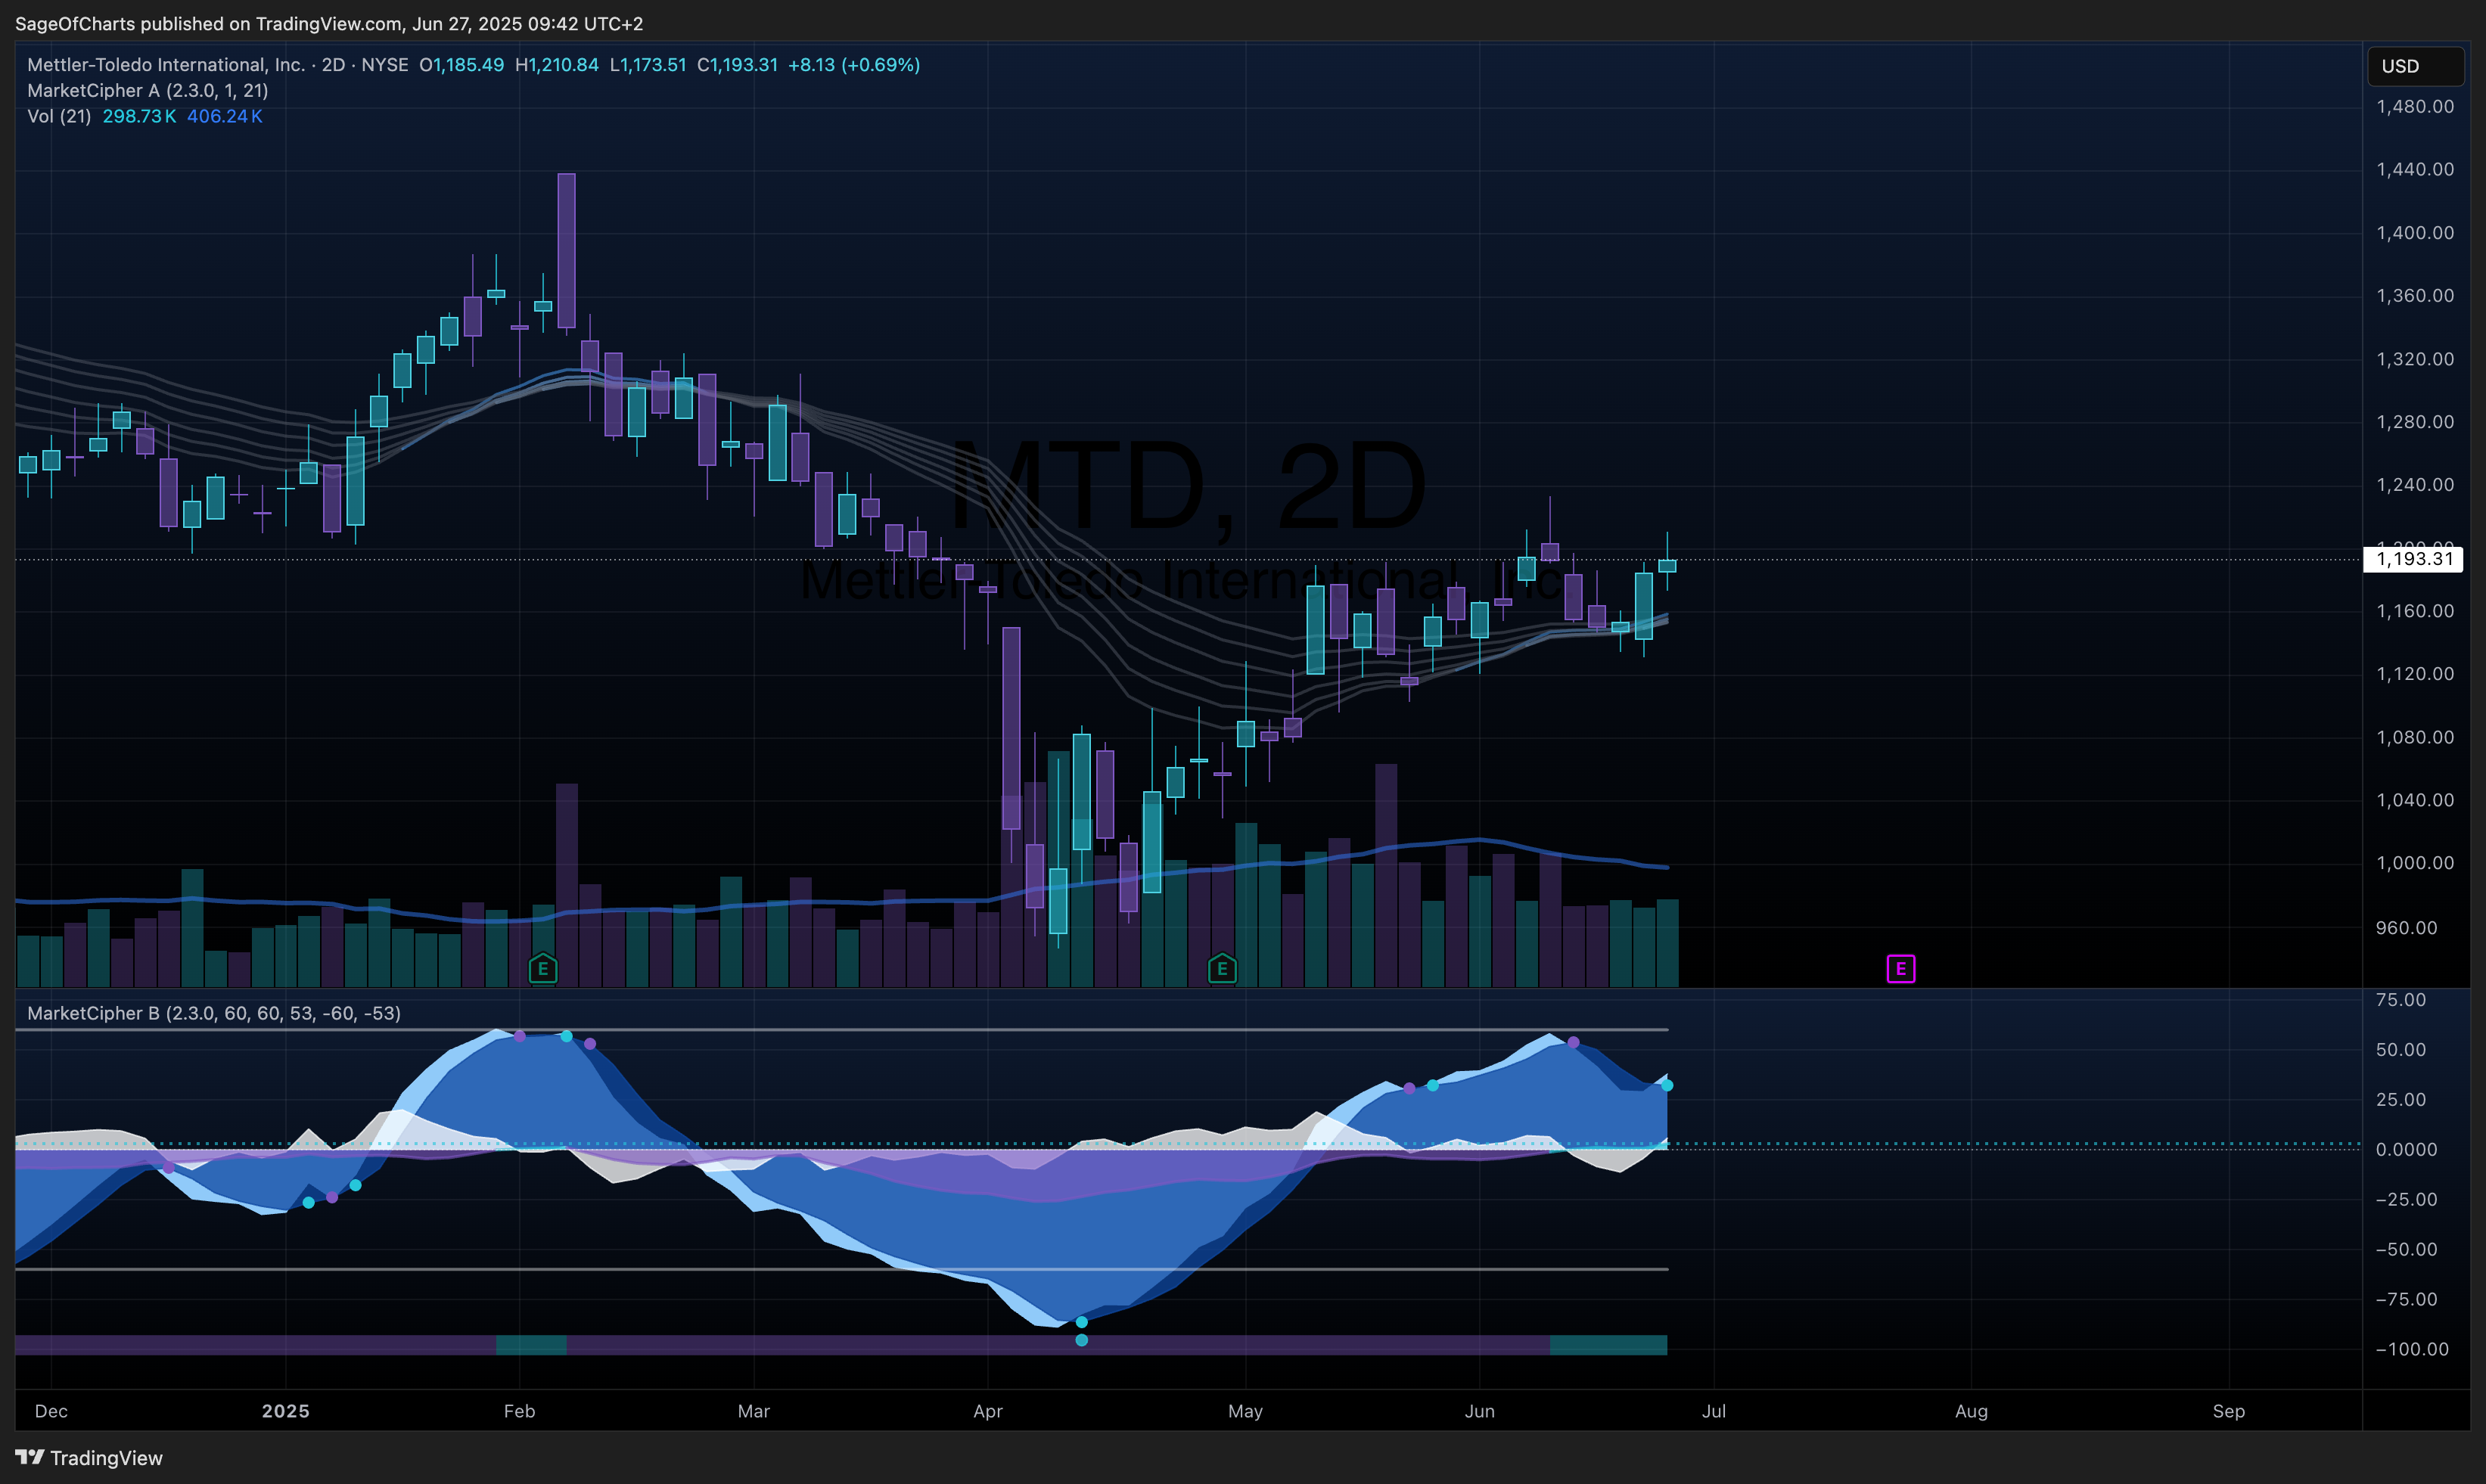 SageOfCharts published on TradingView.com, Jun 27, 2025 09:42 UTC+2
Mettler-Toledo International, Inc. · 2D · NYSE O1,185.49 H1,210.84 L1,173.51 C1,193.31 +8.13 (+0.69%)
MarketCipher A (2.3.0, 1, 21)
Vol (21) 298.73K 406.24K
USD
1,480.00
1,440.00
1,400.00
1,360.00
1,320.00
1,280.00
1,240.00
1,200.00
1,193.31
1,160.00
1,120.00
1,080.00
1,040.00
1,000.00
960.00
MTD, 2D
Mettler-Toledo International, Inc.
E
E
E
MarketCipher B (2.3.0, 60, 60, 53, -60, -53)
75.00
50.00
25.00
0.0000
−25.00
−50.00
−75.00
−100.00
Dec 2025 Feb Mar Apr May Jun Jul Aug Sep
TradingView